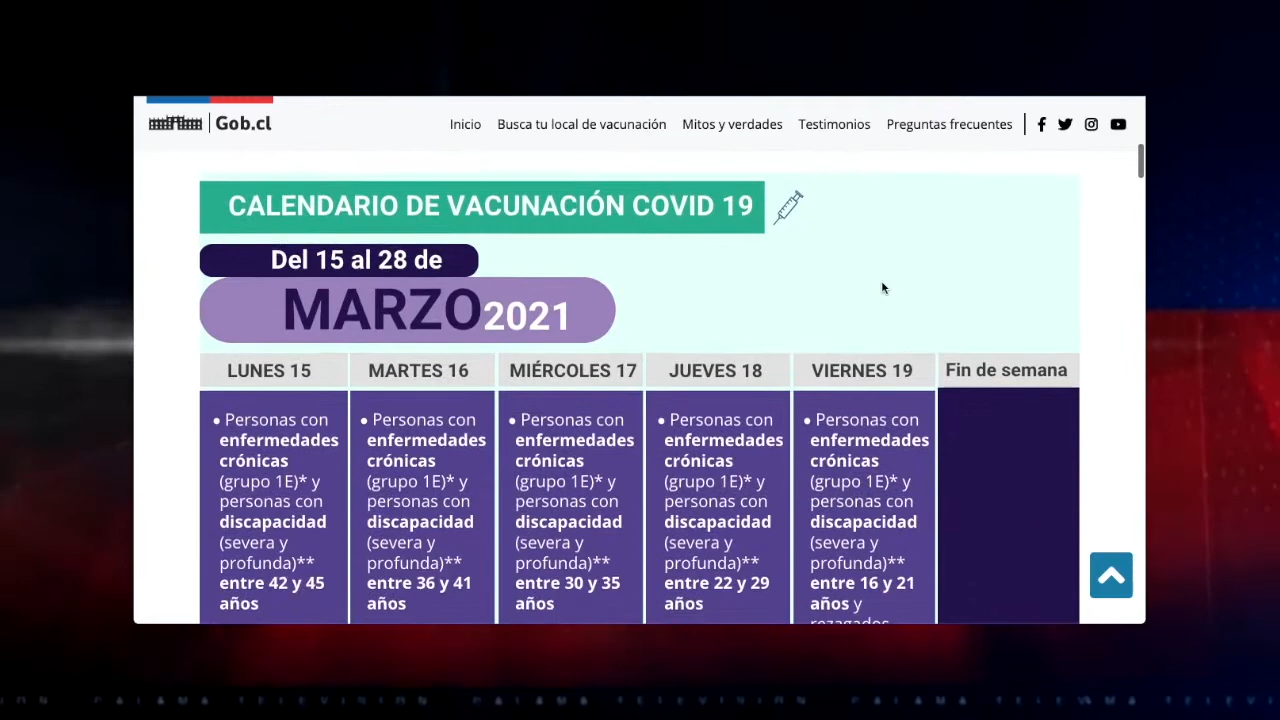 Gob.cl
Inicio Busca tu local de vacunación Mitos y verdades Testimonios Preguntas frecuentes
CALENDARIO DE VACUNACIÓN COVID 19
Del 15 al 28 de
MARZO 2021
LUNES 15
• Personas con
enfermedades
crónicas
(grupo 1E)* y
personas con
discapacidad
(severa y
profunda)**
entre 42 y 45
años
MARTES 16
• Personas con
enfermedades
crónicas
(grupo 1E)* y
personas con
discapacidad
(severa y
profunda)**
entre 36 y 41
años
MIÉRCOLES 17
• Personas con
enfermedades
crónicas
(grupo 1E)* y
personas con
discapacidad
(severa y
profunda)**
entre 30 y 35
años
JUEVES 18
• Personas con
enfermedades
crónicas
(grupo 1E)* y
personas con
discapacidad
(severa y
profunda)**
entre 22 y 29
años
VIERNES 19
• Personas con
enfermedades
crónicas
(grupo 1E)* y
personas con
discapacidad
(severa y
profunda)**
entre 16 y 21
años y
rezagados
Fin de semana
CALAMA TELEVISION